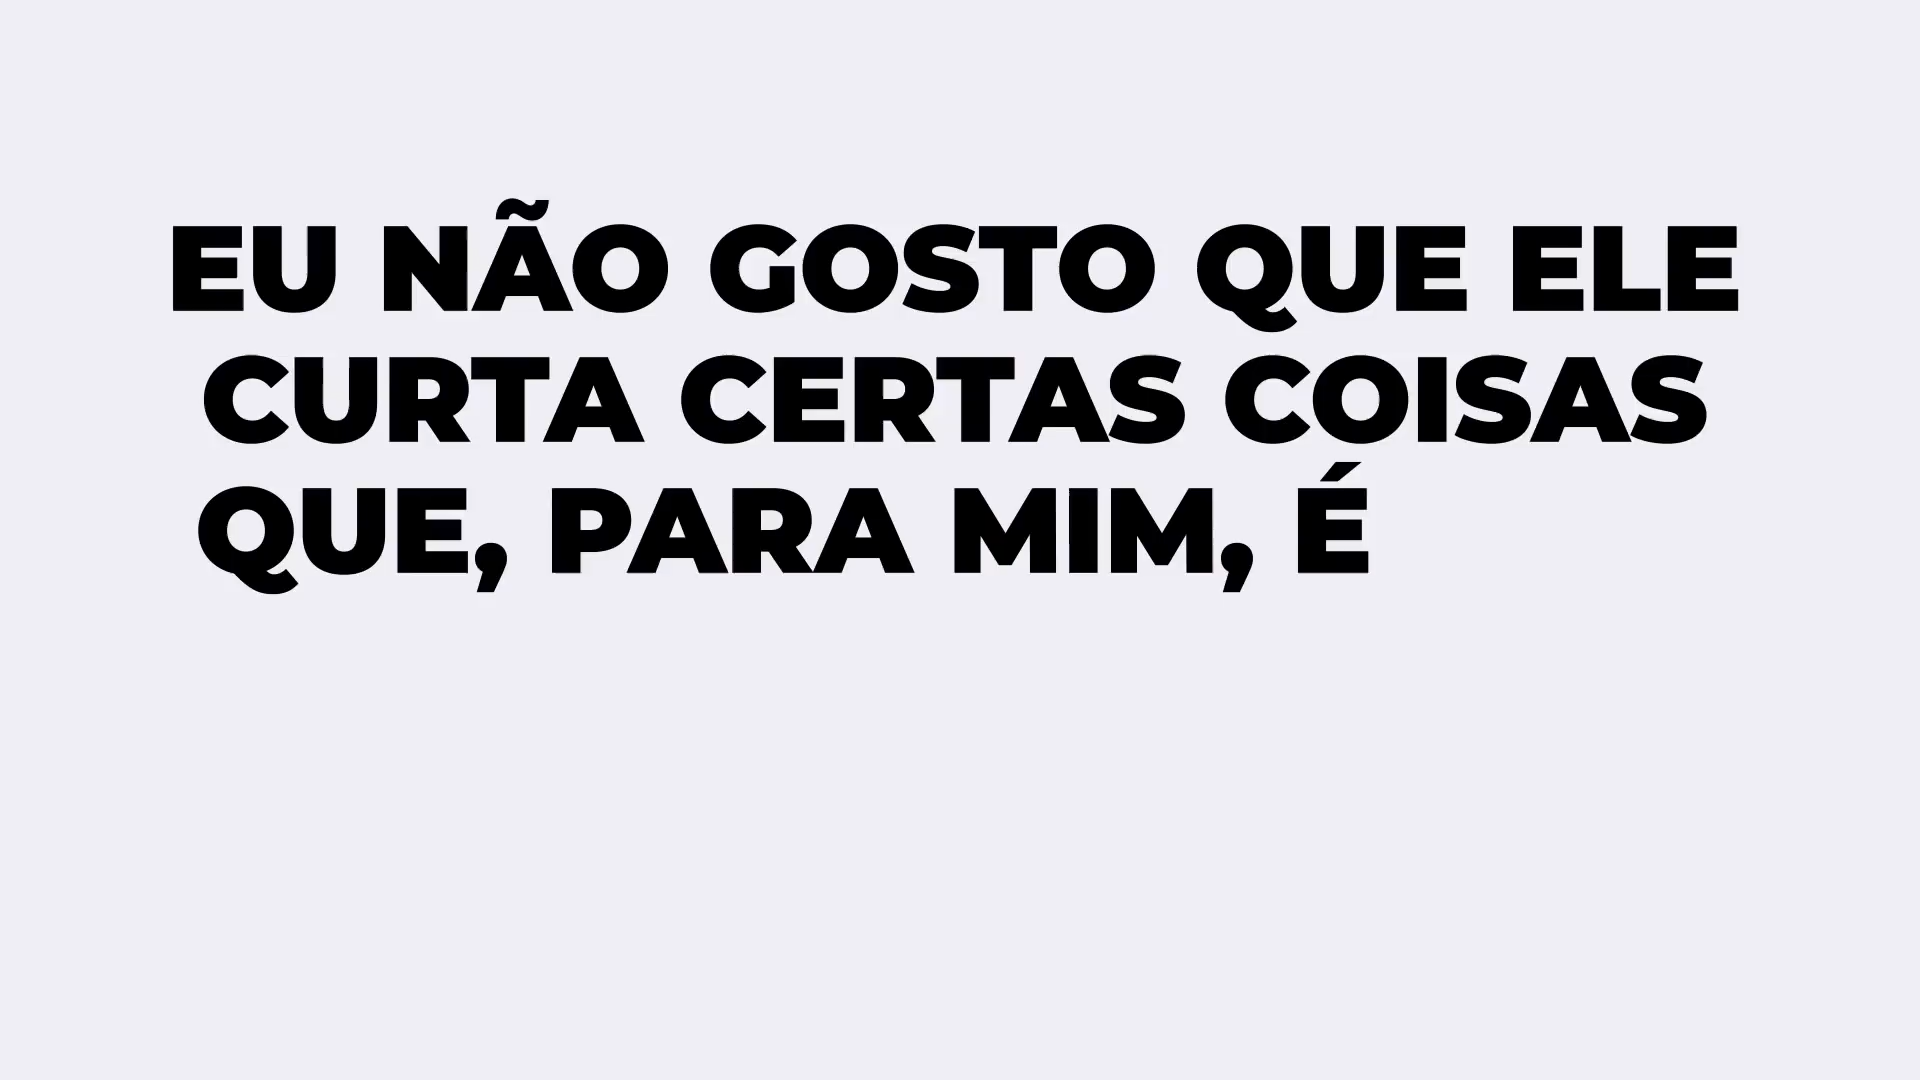 EU NÃO GOSTO QUE ELE
CURTA CERTAS COISAS
QUE, PARA MIM, É